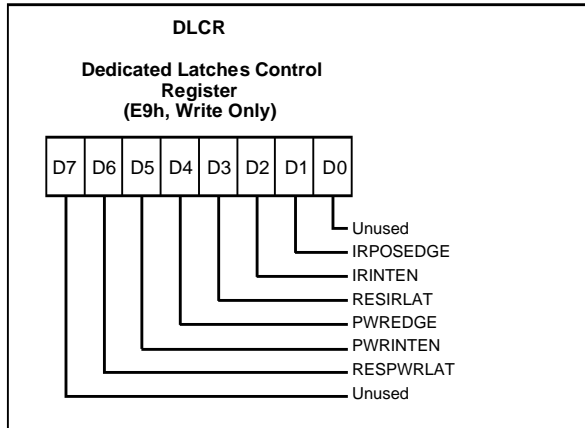 DLCR
Dedicated Latches Control
Register
(E9h, Write Only)
D7 D6 D5 D4 D3 D2 D1 D0
Unused
IRPOSEDGE
IRINTEN
RESIRLAT
PWREDGE
PWRINTEN
RESPWRLAT
Unused